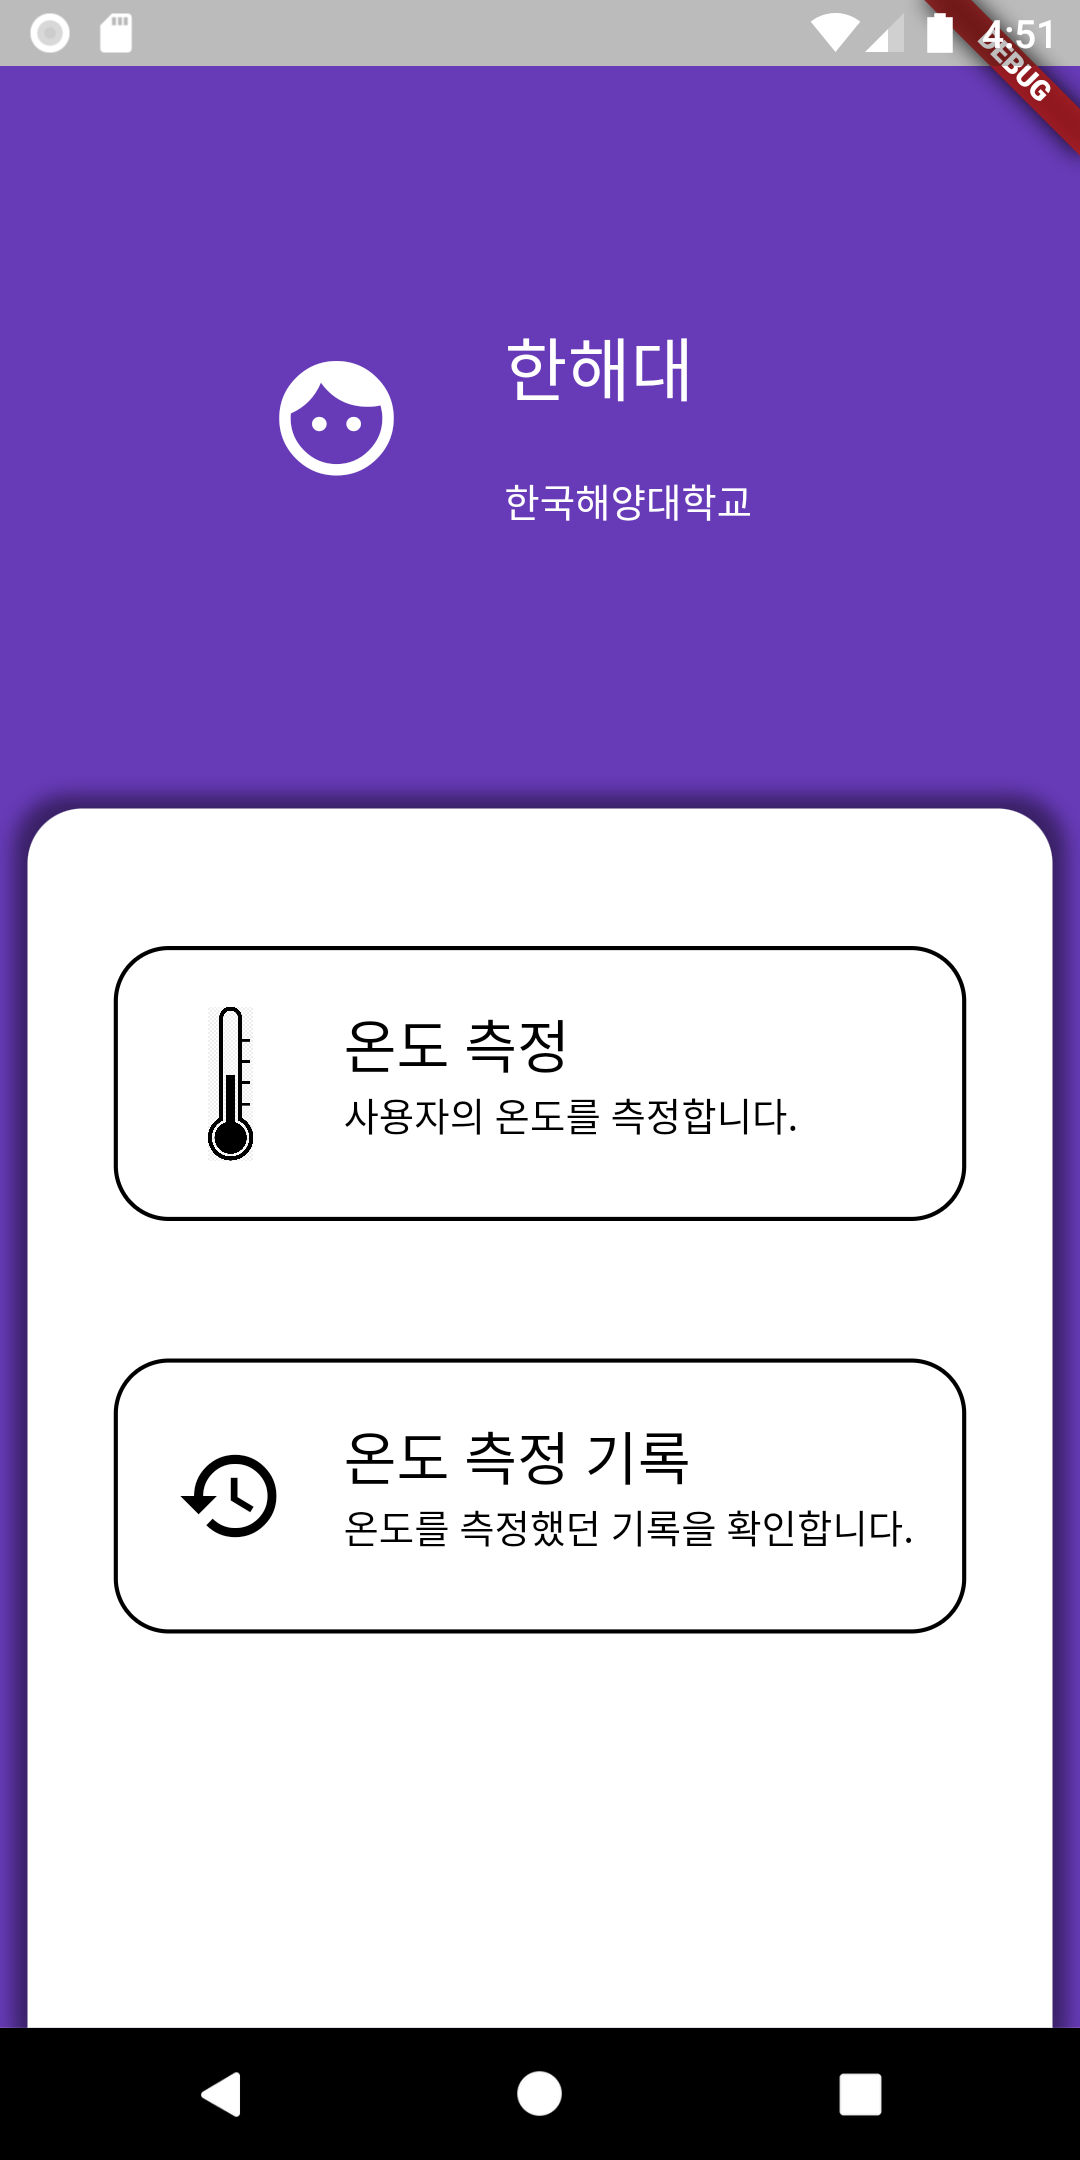 4:51
DEBUG
한해대
한국해양대학교
온도 측정
사용자의 온도를 측정합니다.
온도 측정 기록
온도를 측정했던 기록을 확인합니다.